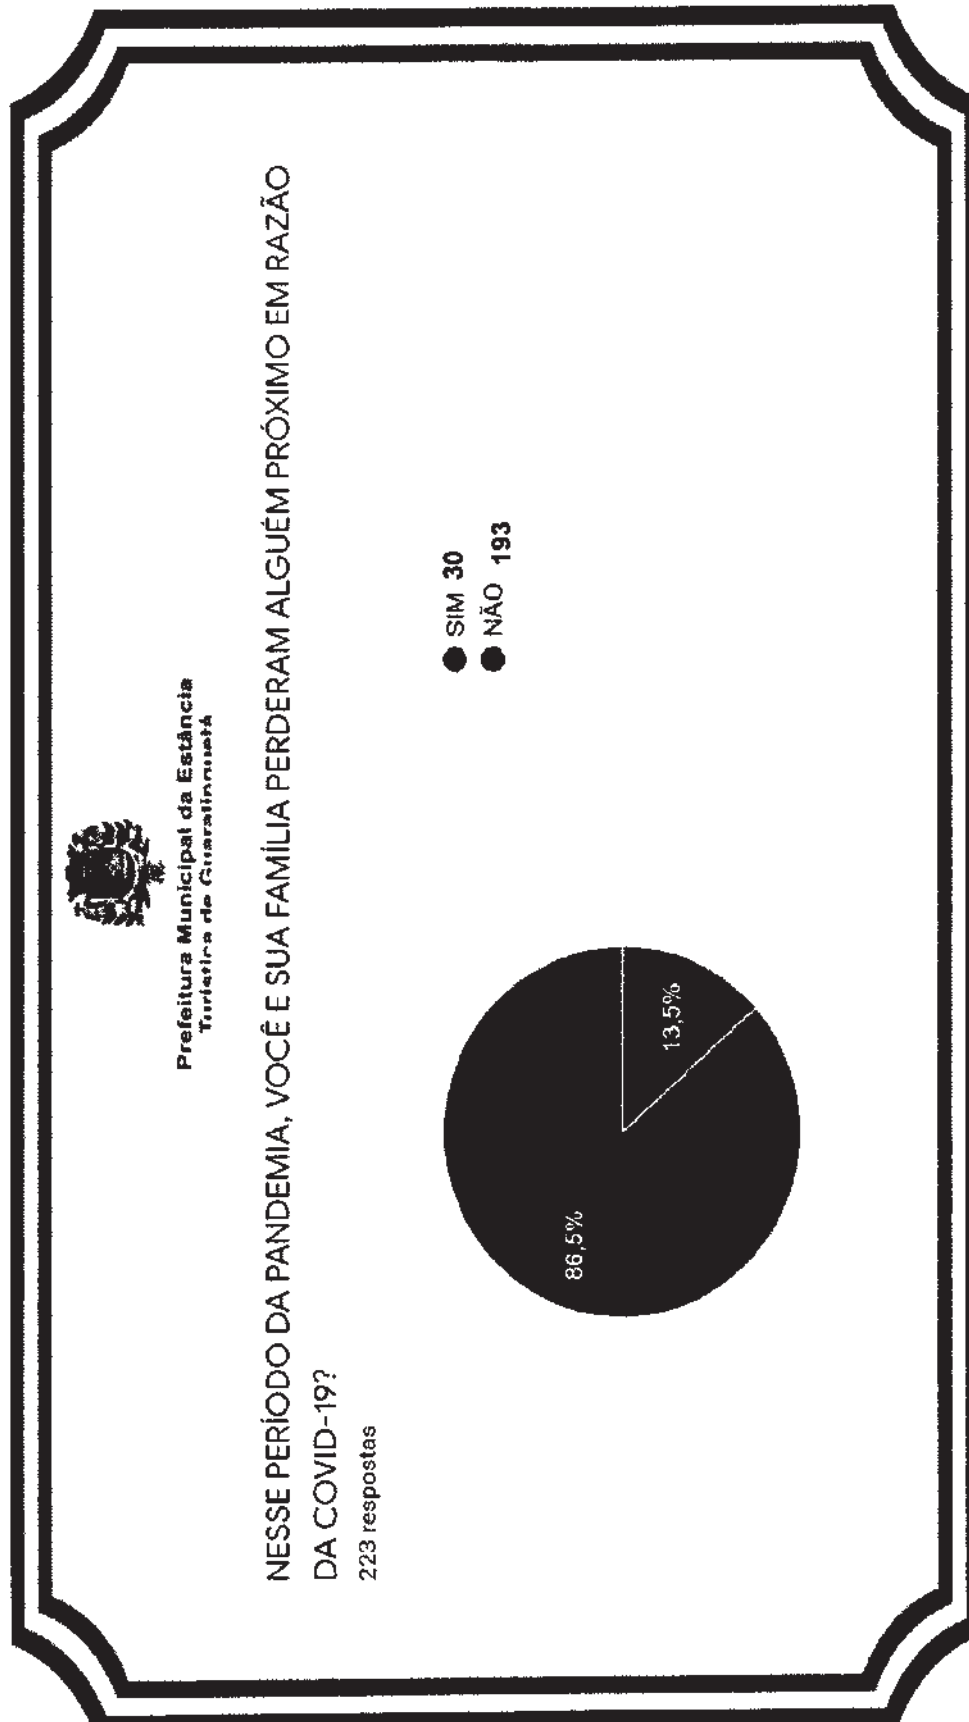 Prefeitura Municipal da Estância
Turística de Guaratinguetá
NESSE PERÍODO DA PANDEMIA, VOCÊ E SUA FAMÍLIA PERDERAM ALGUÉM PRÓXIMO EM RAZÃO
DA COVID-19?
223 respostas
SIM 30
NÃO 193
86,5%
13,5%